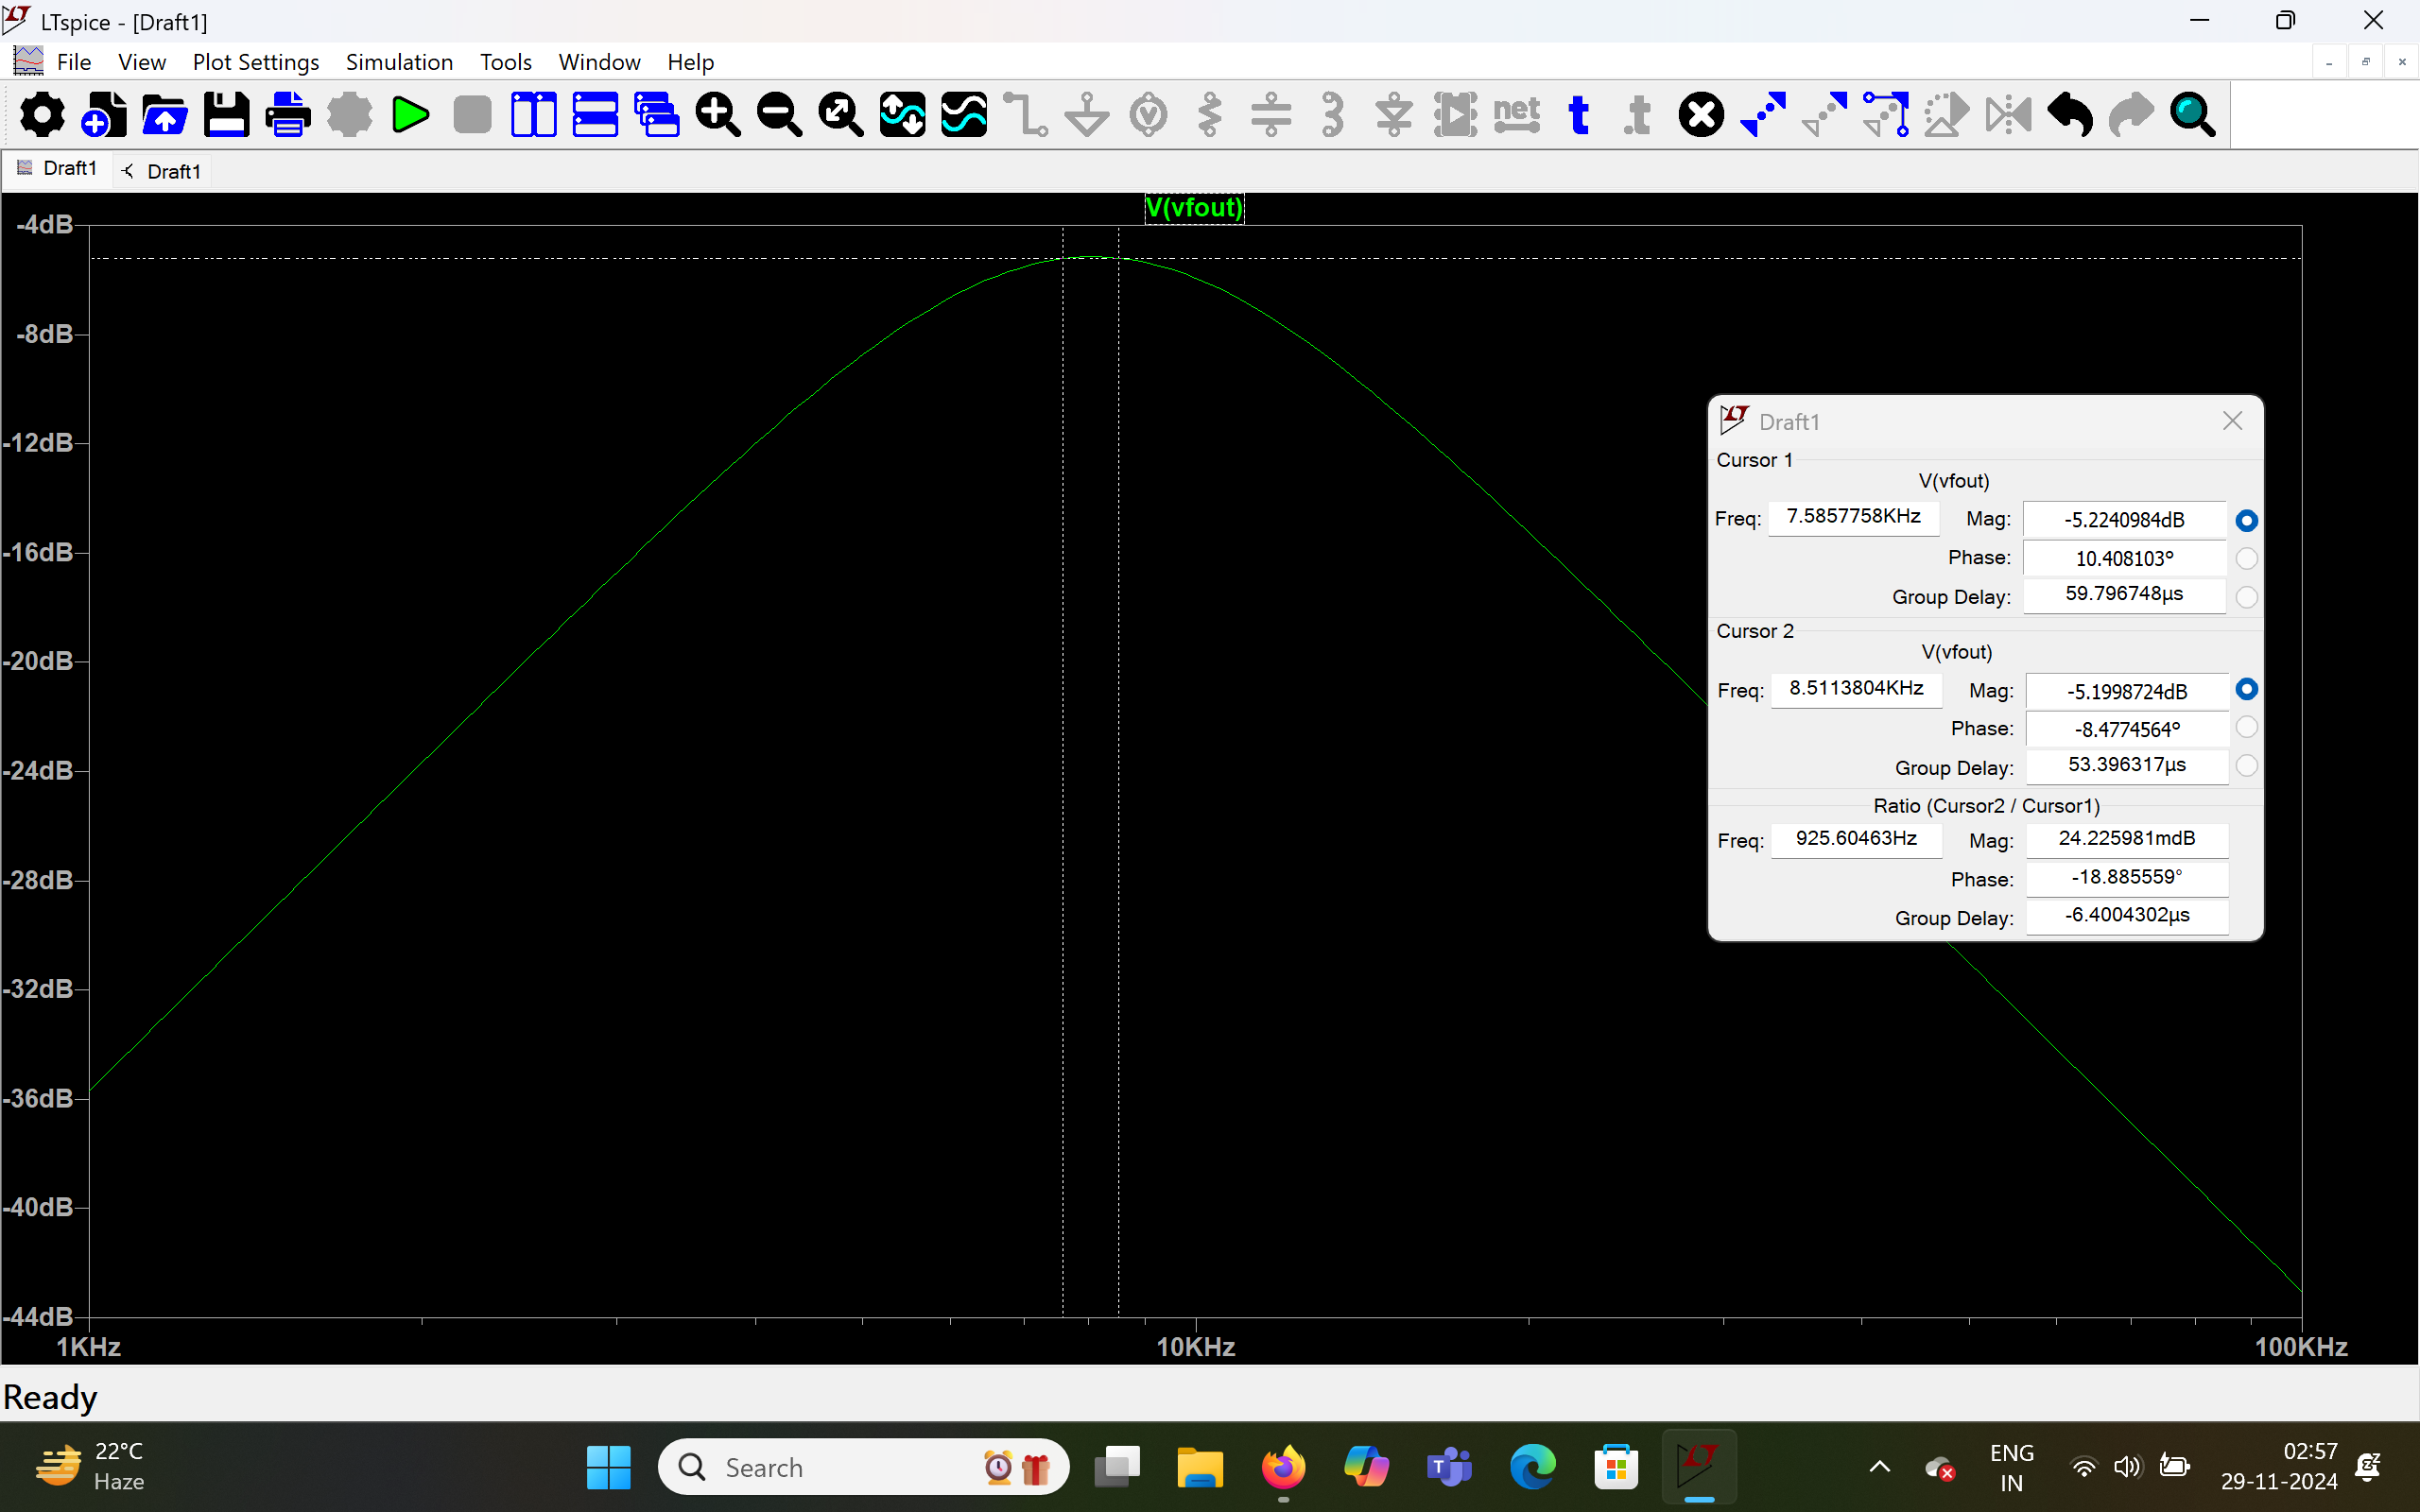 LTspice - [Draft1]
File View Plot Settings Simulation Tools Window Help
net t .t
Draft1 Draft1
V(vfout)
-4dB
-8dB
-12dB
-16dB
-20dB
-24dB
-28dB
-32dB
-36dB
-40dB
-44dB
1KHz 10KHz 100KHz
Draft1
Cursor 1
V(vfout)
Freq: 7.5857758KHz Mag: -5.2240984dB
Phase: 10.408103º
Group Delay: 59.796748µs
Cursor 2
V(vfout)
Freq: 8.5113804KHz Mag: -5.1998724dB
Phase: -8.4774564º
Group Delay: 53.396317µs
Ratio (Cursor2 / Cursor1)
Freq: 925.60463Hz Mag: 24.225981mdB
Phase: -18.885559°
Group Delay: -6.4004302µs
Ready
22°C
Haze
Search
ENG
IN
02:57
29-11-2024